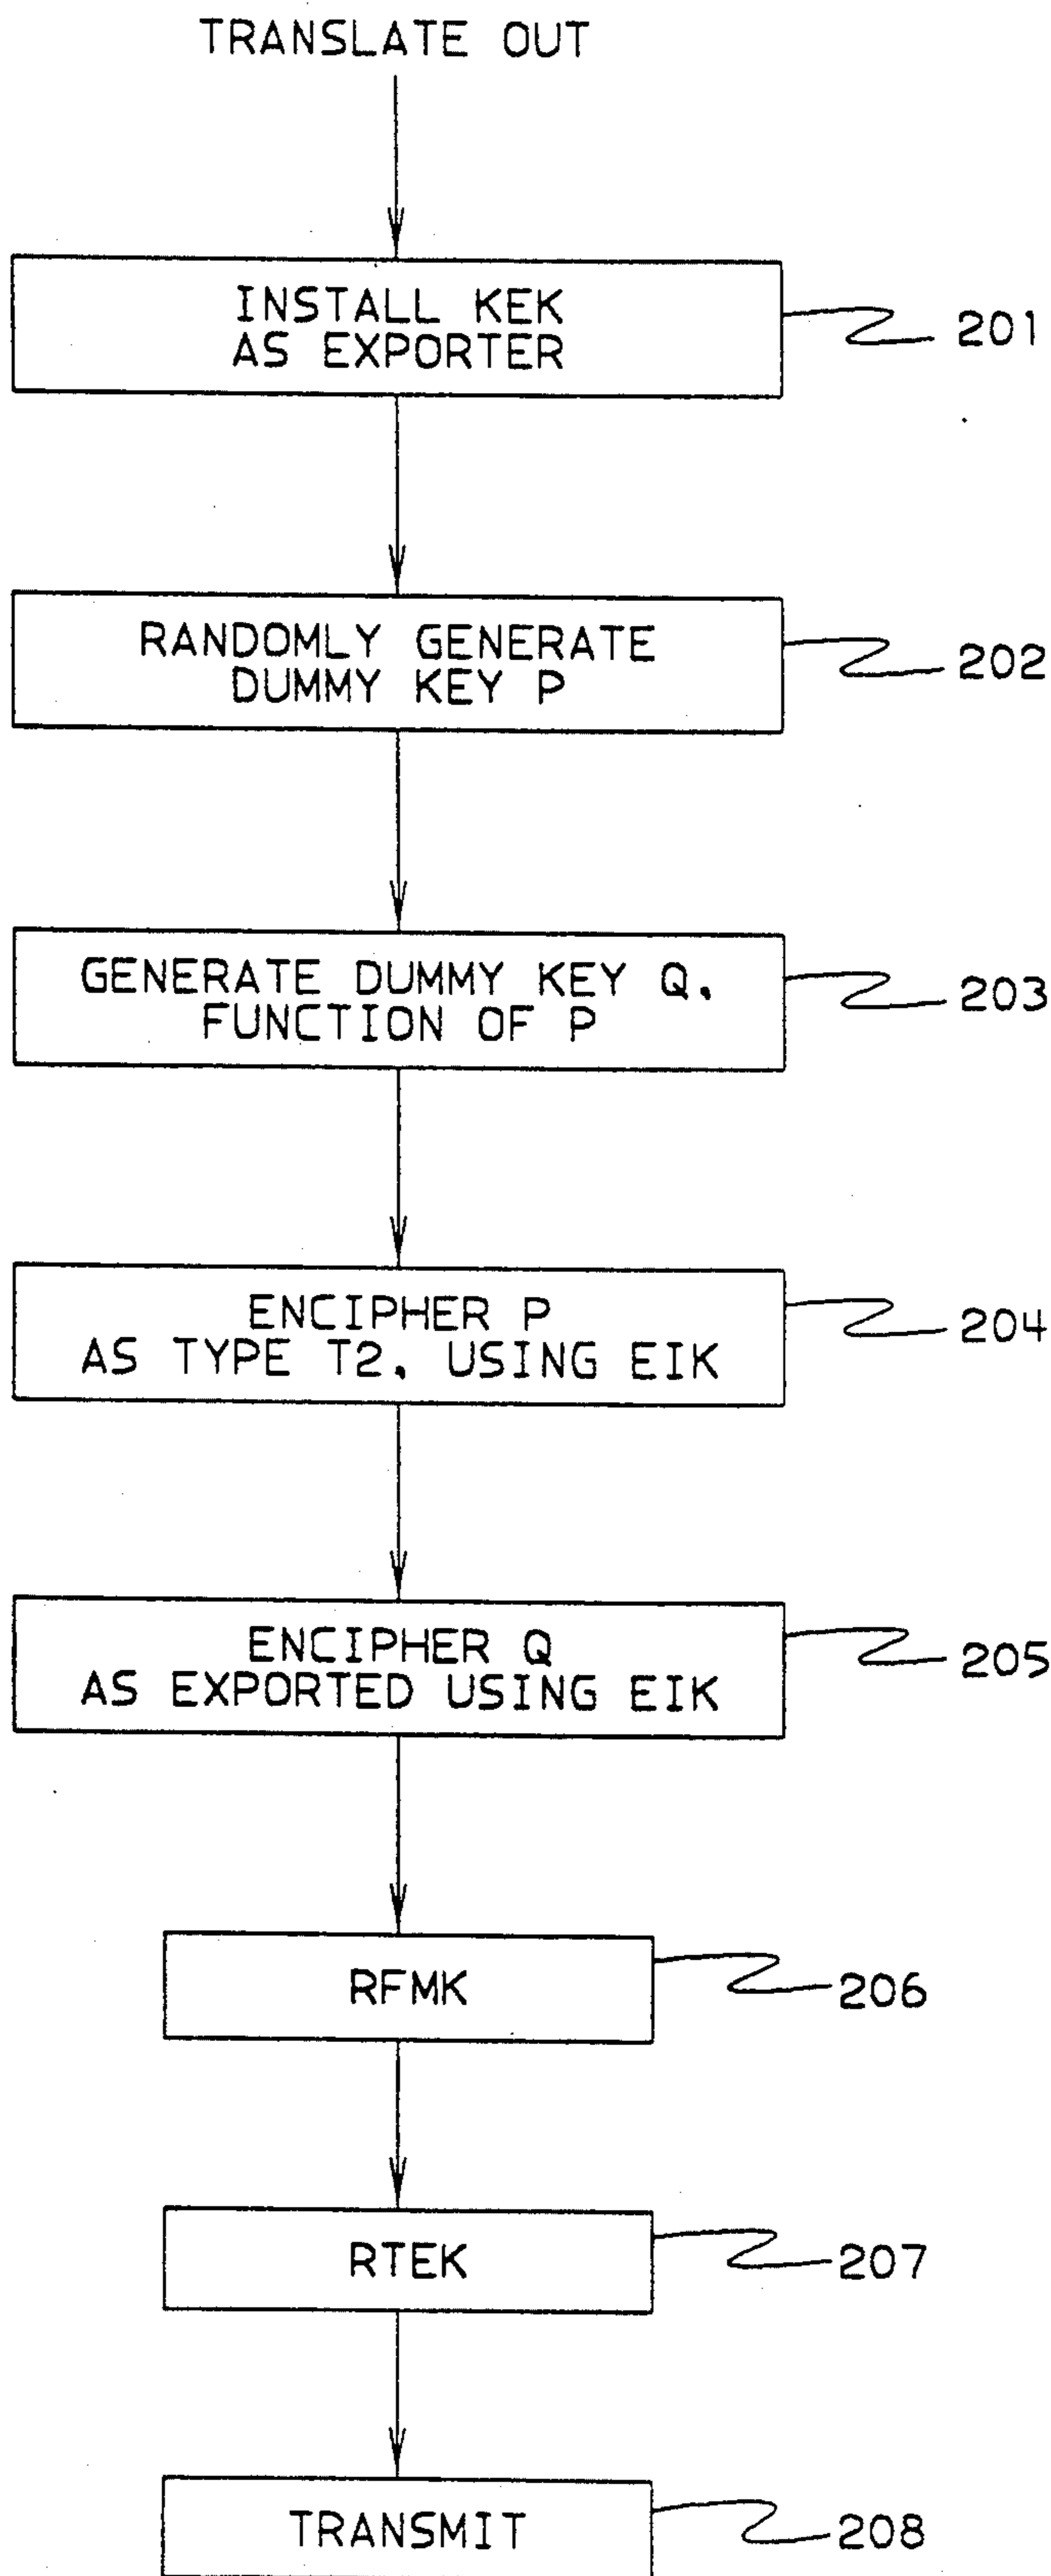 TRANSLATE OUT
INSTALL KEK
AS EXPORTER
201
RANDOMLY GENERATE
DUMMY KEY P
202
GENERATE DUMMY KEY Q,
FUNCTION OF P
203
ENCIPHER P
AS TYPE T2, USING EIK
204
ENCIPHER Q
AS EXPORTED USING EIK
205
RFMK
206
RTEK
207
TRANSMIT
208